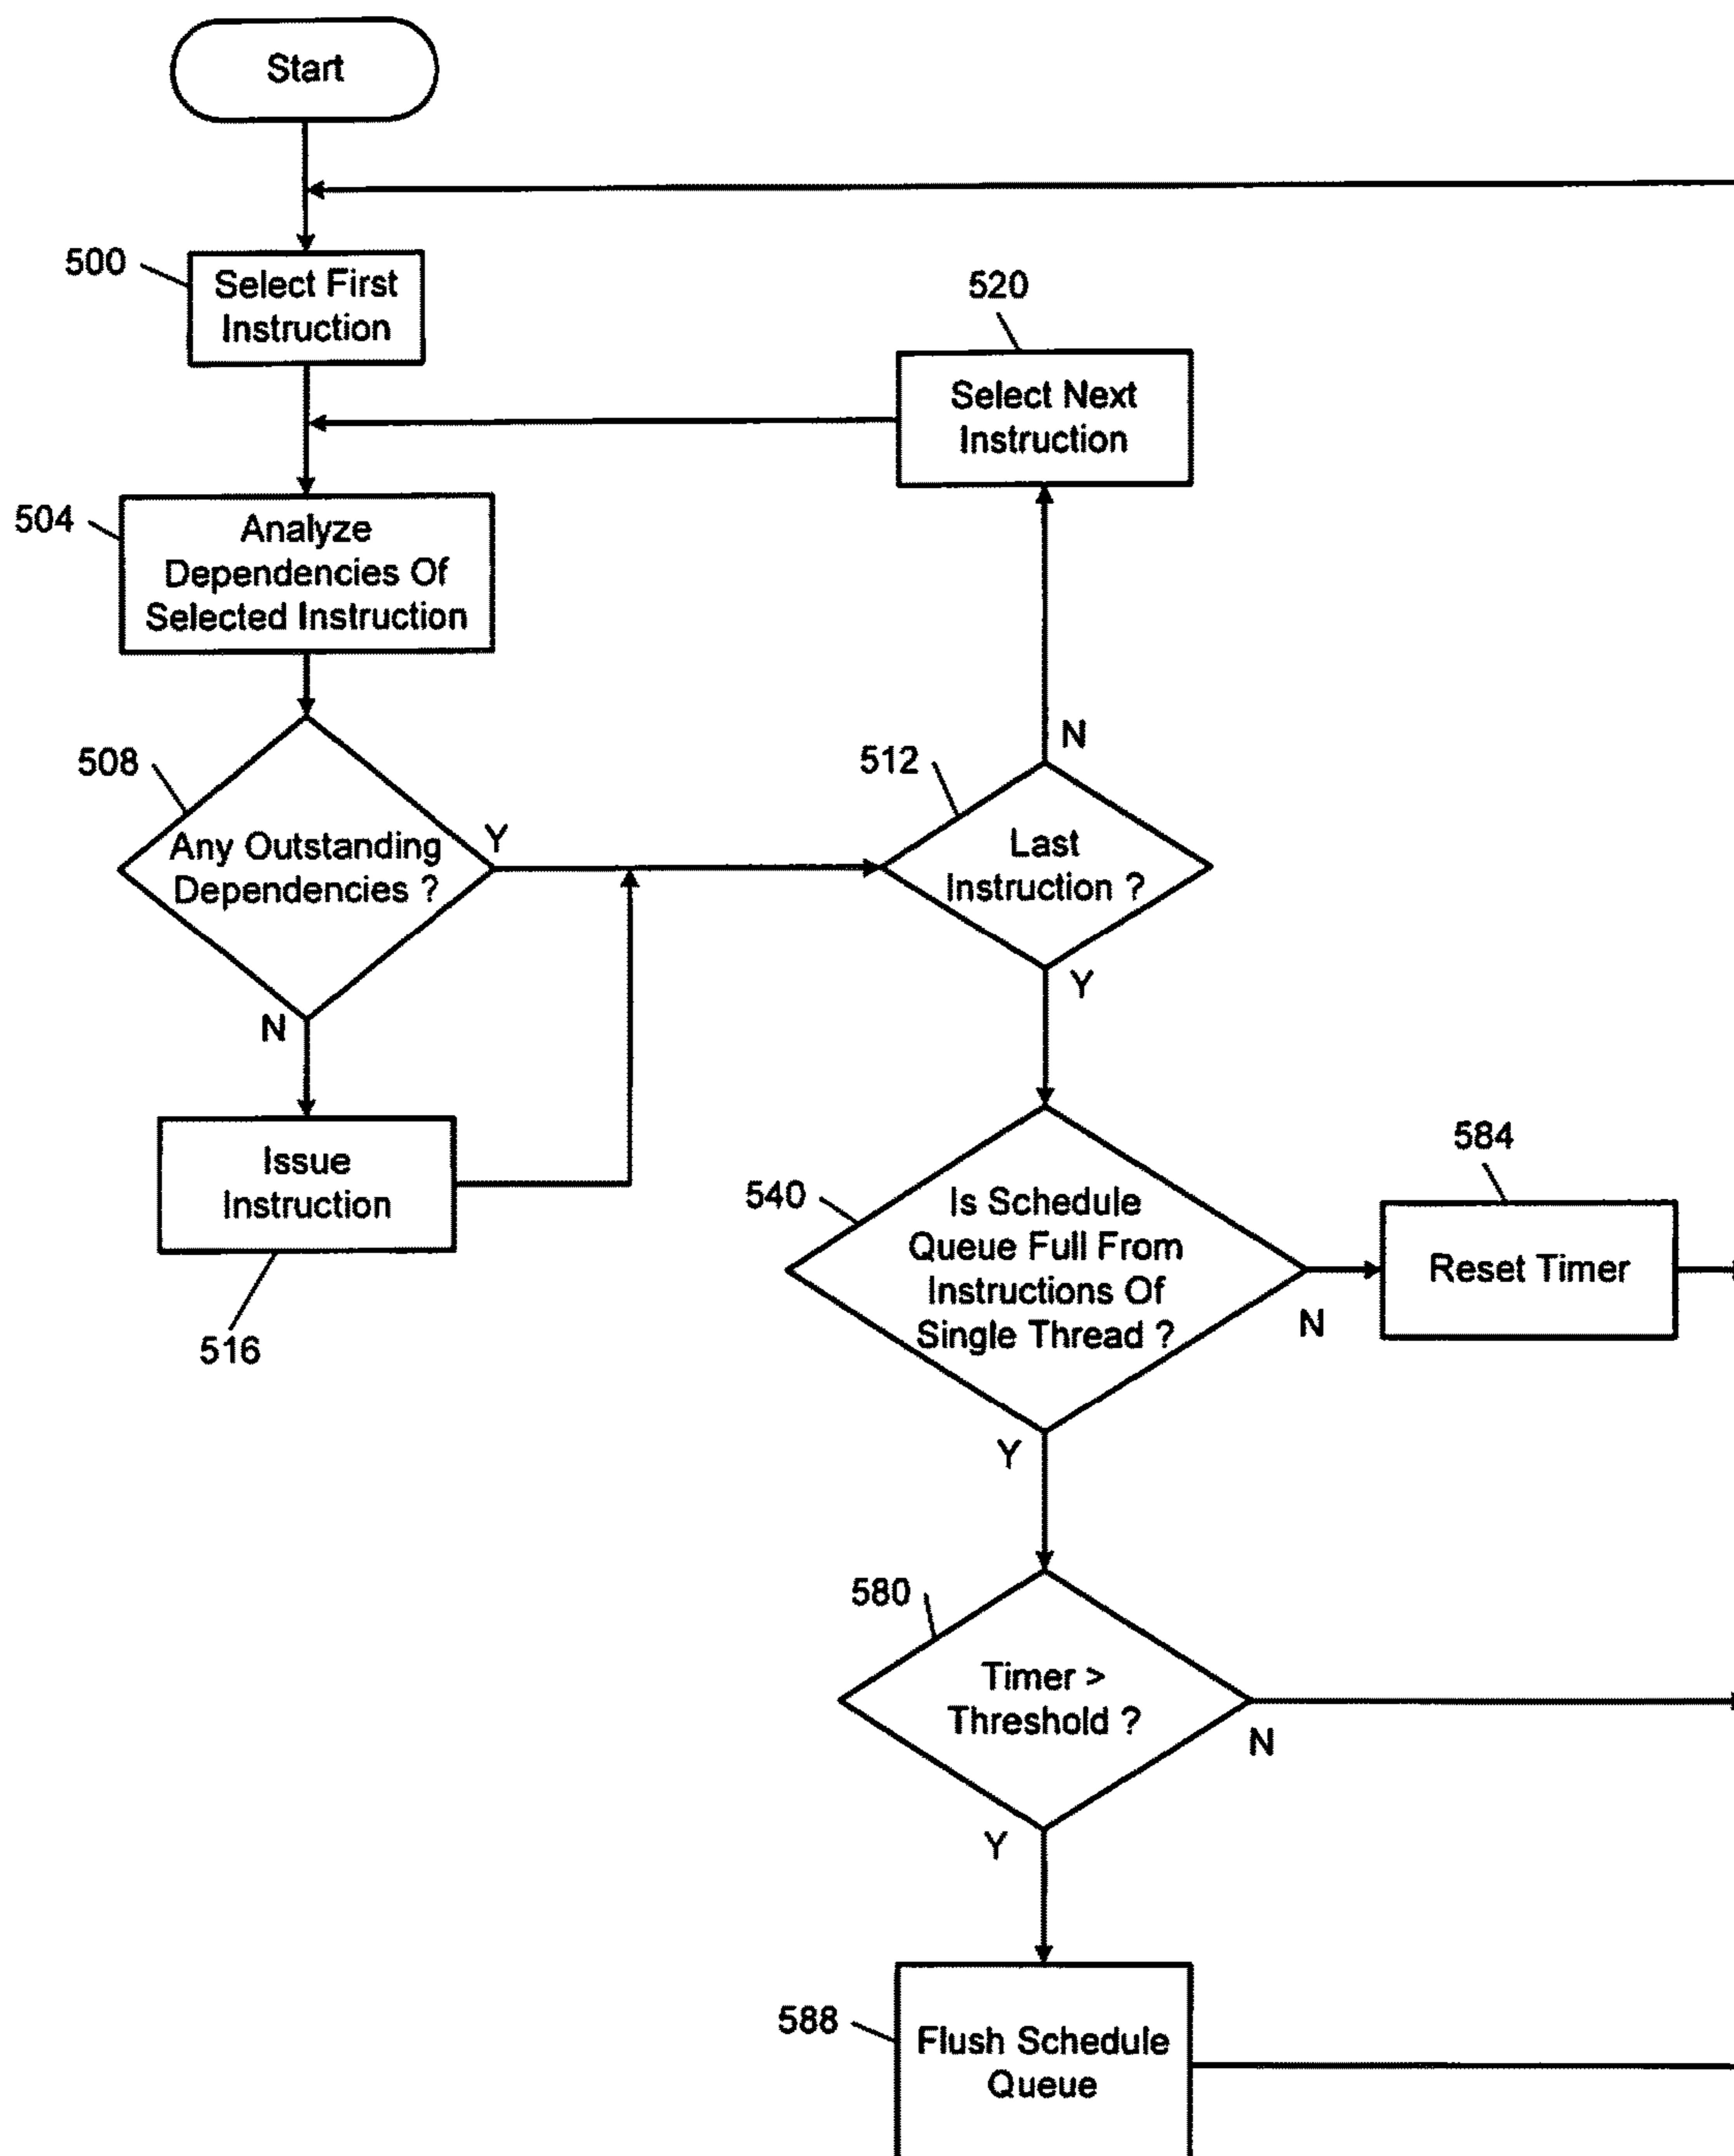 Start
500
Select First
Instruction
520
Select Next
Instruction
504
Analyze
Dependencies Of
Selected Instruction
508
Any Outstanding
Dependencies ?
Y
N
512
Last
Instruction ?
N
Y
Issue
Instruction
516
540
Is Schedule
Queue Full From
Instructions Of
Single Thread ?
N
Y
584
Reset Timer
580
Timer >
Threshold ?
N
Y
588
Flush Schedule
Queue